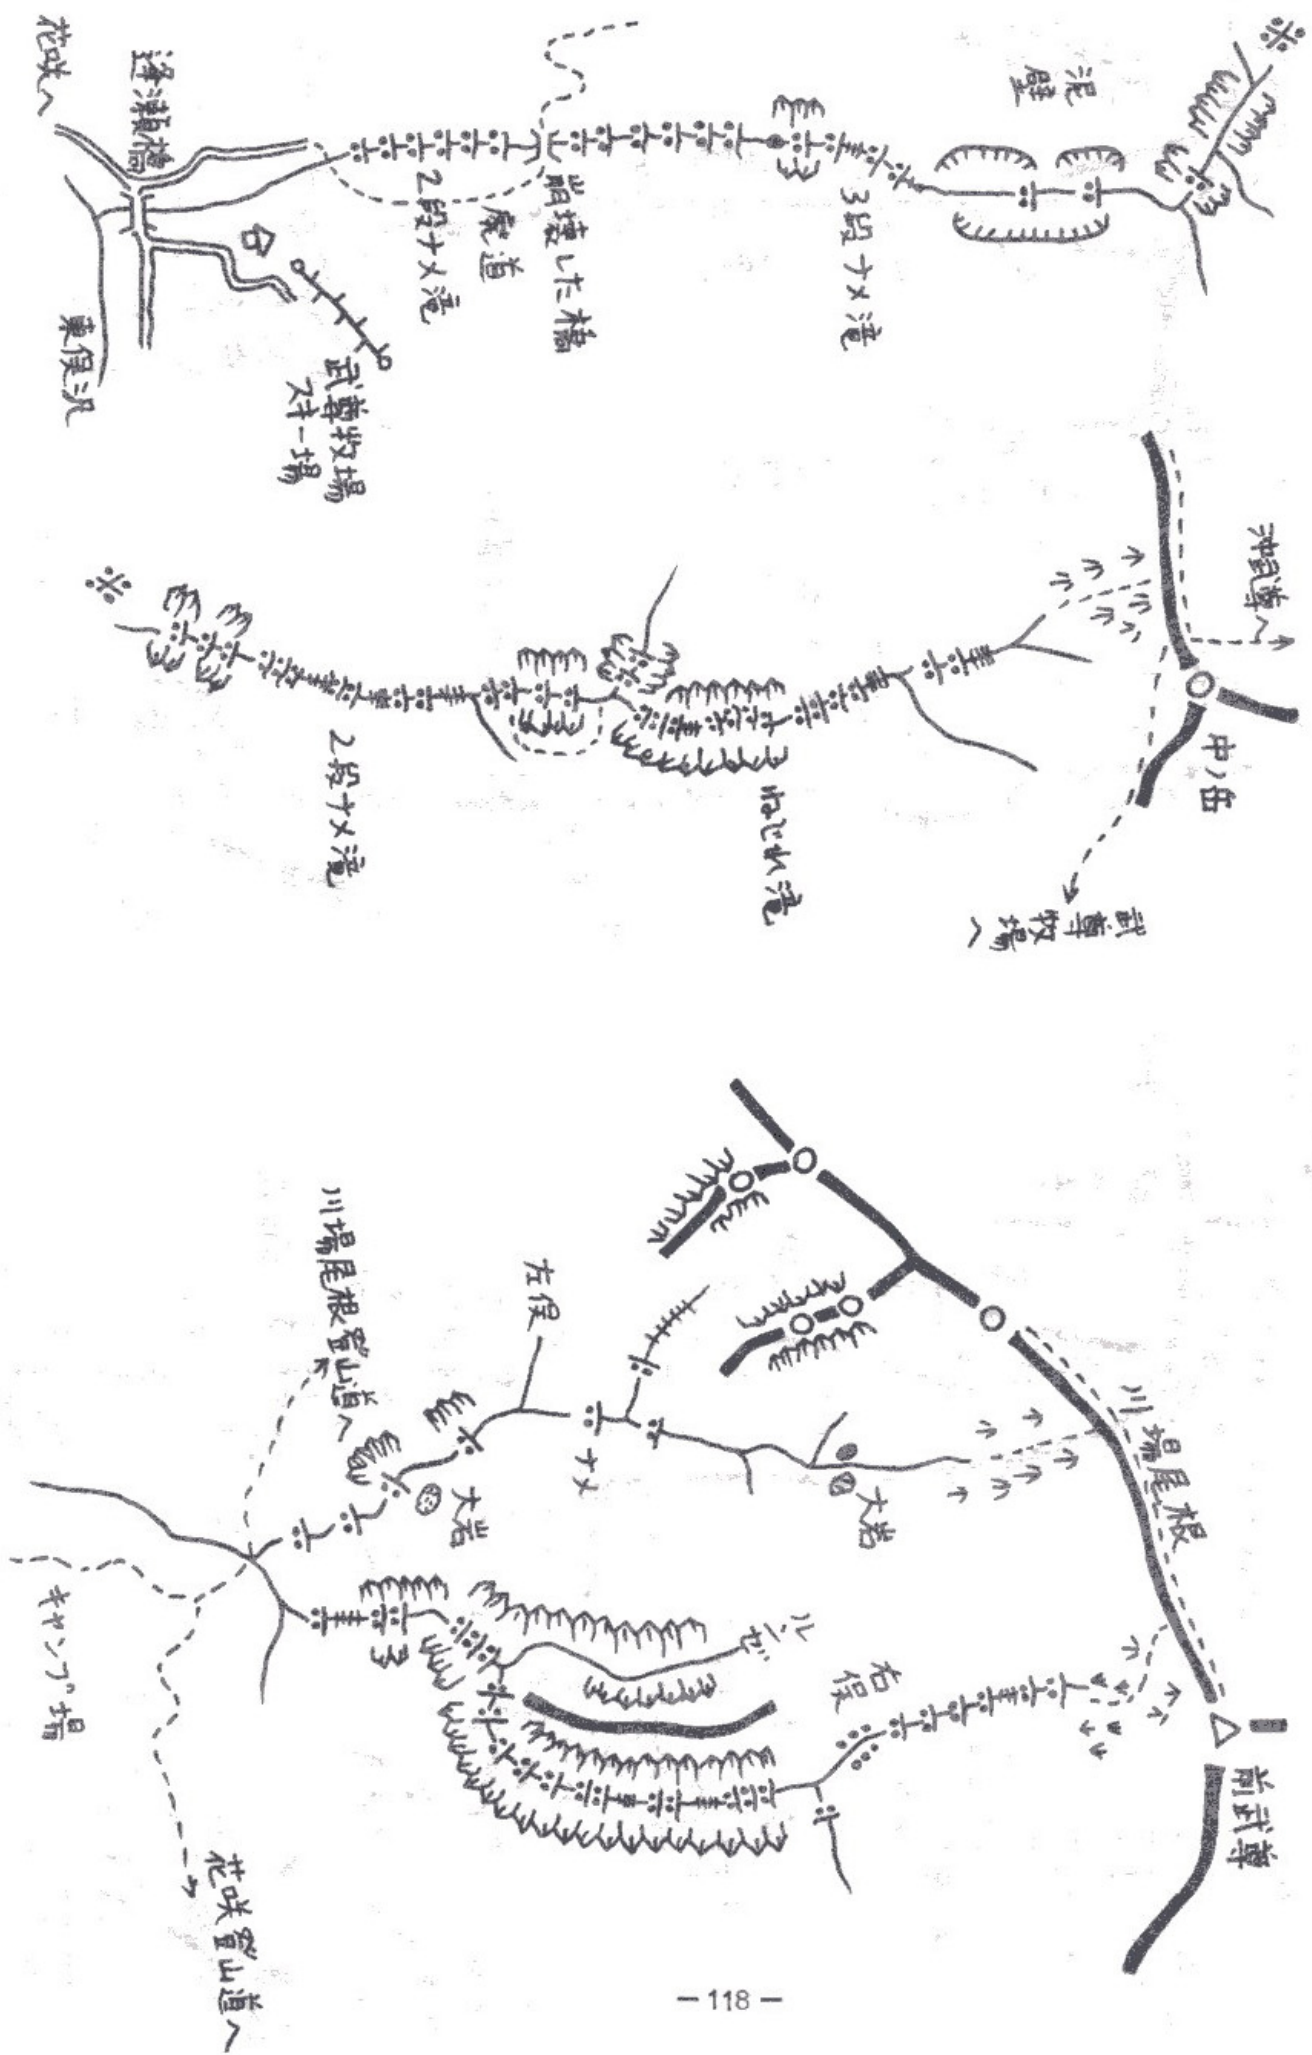 泥壁
3段ナメ滝
崩壊した橋
廃道
2段ナメ滝
逢瀬橋
花咲へ
東俣沢
武尊牧場
スキー場
※
沖武尊へ
中ノ岳
武尊牧場へ
ねじれ滝
2段ナメ滝
※
川場尾根
前武尊
左俣
右俣
ルンゼ
大岩
ナメ
大岩
川場尾根登山道へ
キャンプ場
花咲登山道へ
－118－